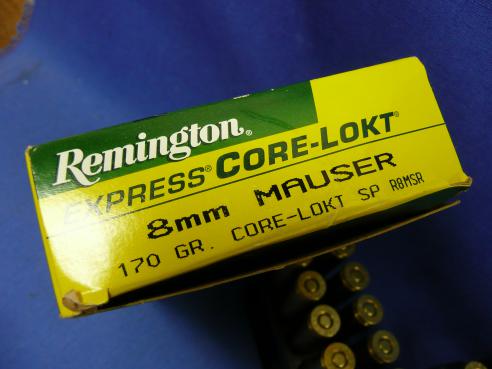 Remington®
EXPRESS® CORE-LOKT®
8mm MAUSER
170 GR. CORE-LOKT SP R8MSR